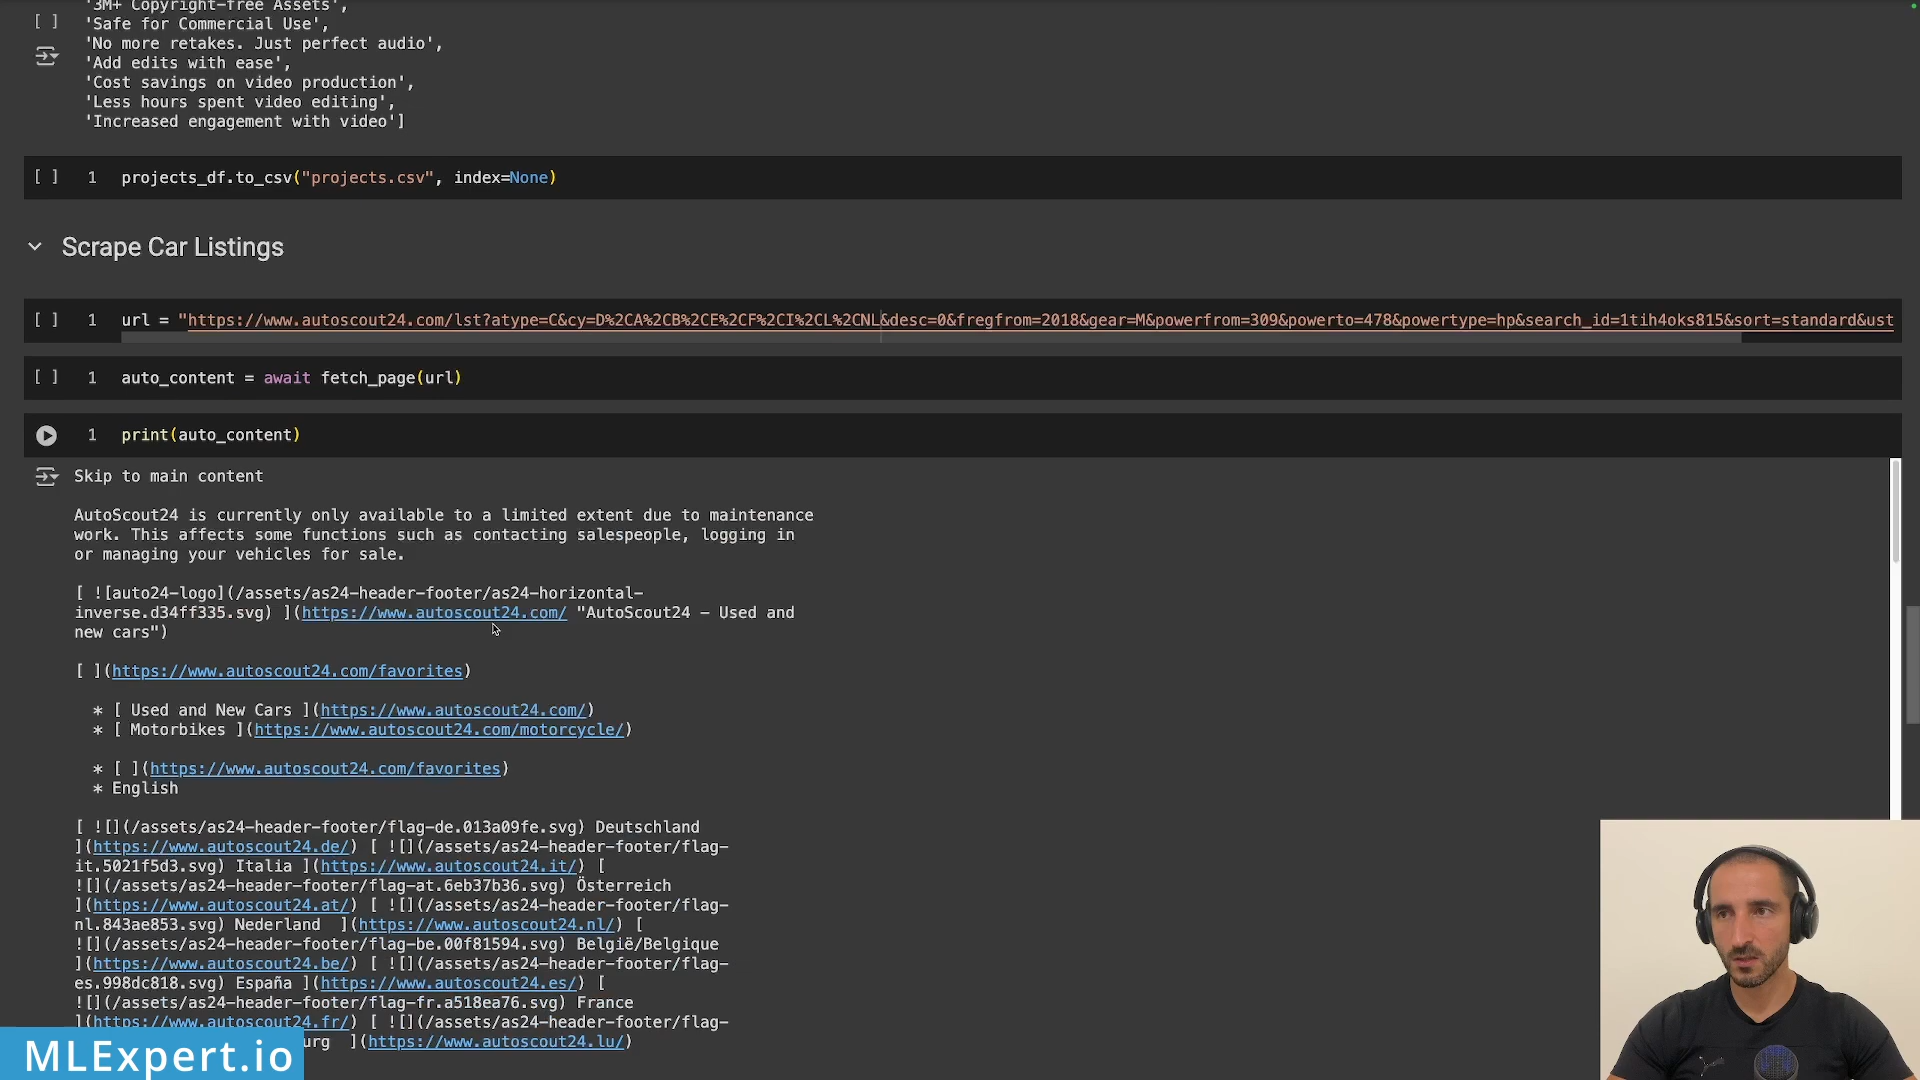 '3M+ Copyright-free Assets',
[ ] 'Safe for Commercial Use',
'No more retakes. Just perfect audio',
'Add edits with ease',
'Cost savings on video production',
'Less hours spent video editing',
'Increased engagement with video']
[ ] 1 projects_df.to_csv("projects.csv", index=None)
Scrape Car Listings
[ ] 1 url = "https://www.autoscout24.com/lst?atype=C&cy=D%2CA%2CB%2CE%2CF%2CI%2CL%2CNL&desc=0&fregfrom=2018&gear=M&powerfrom=309&powerto=478&powertype=hp&search_id=1tih4oks815&sort=standard&ust
[ ] 1 auto_content = await fetch_page(url)
1 print(auto_content)
Skip to main content
AutoScout24 is currently only available to a limited extent due to maintenance
work. This affects some functions such as contacting salespeople, logging in
or managing your vehicles for sale.
[ ![auto24-logo](/assets/as24-header-footer/as24-horizontal-
inverse.d34ff335.svg) ](https://www.autoscout24.com/ "AutoScout24 - Used and
new cars")
[ ](https://www.autoscout24.com/favorites)
* [ Used and New Cars ](https://www.autoscout24.com/)
* [ Motorbikes ](https://www.autoscout24.com/motorcycle/)
* [ ](https://www.autoscout24.com/favorites)
* English
[ ![](/assets/as24-header-footer/flag-de.013a09fe.svg) Deutschland
](https://www.autoscout24.de/) [ ![](/assets/as24-header-footer/flag-
it.5021f5d3.svg) Italia ](https://www.autoscout24.it/) [
![](/assets/as24-header-footer/flag-at.6eb37b36.svg) Österreich
](https://www.autoscout24.at/) [ ![](/assets/as24-header-footer/flag-
nl.843ae853.svg) Nederland ](https://www.autoscout24.nl/) [
![](/assets/as24-header-footer/flag-be.00f81594.svg) België/Belgique
](https://www.autoscout24.be/) [ ![](/assets/as24-header-footer/flag-
es.998dc818.svg) España ](https://www.autoscout24.es/) [
![](/assets/as24-header-footer/flag-fr.a518ea76.svg) France
](https://www.autoscout24.fr/) [ ![](/assets/as24-header-footer/flag-
urg ](https://www.autoscout24.lu/)
MLExpert.io